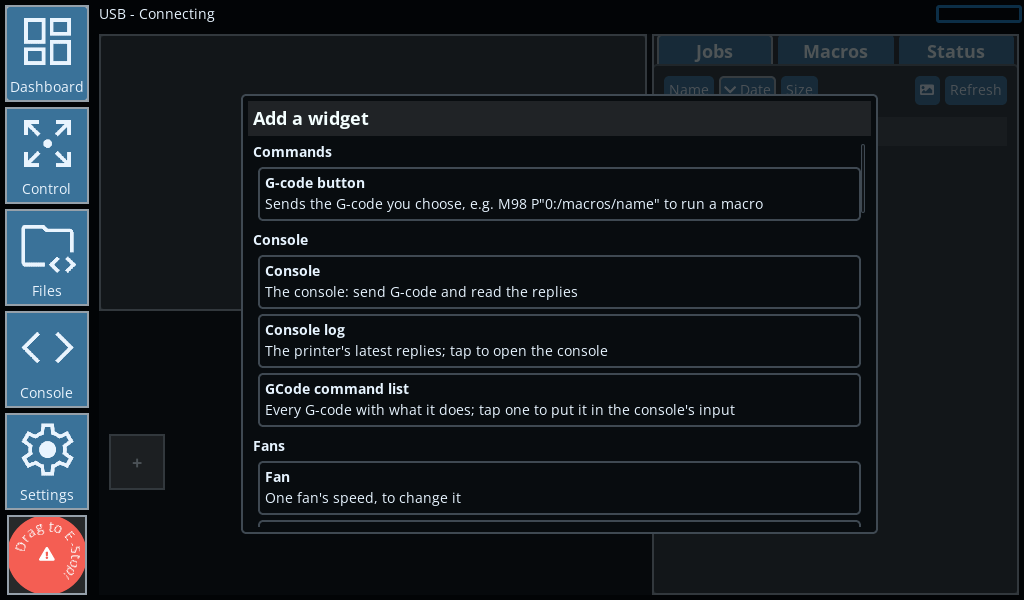 USB - Connecting
Dashboard
Control
Files
Console
Settings
Drag to E-Stop!
Jobs
Macros
Status
Name
Date
Size
Refresh
Add a widget
Commands
G-code button
Sends the G-code you choose, e.g. M98 P"0:/macros/name" to run a macro
Console
Console
The console: send G-code and read the replies
Console log
The printer's latest replies; tap to open the console
GCode command list
Every G-code with what it does; tap one to put it in the console's input
Fans
Fan
One fan's speed, to change it
+